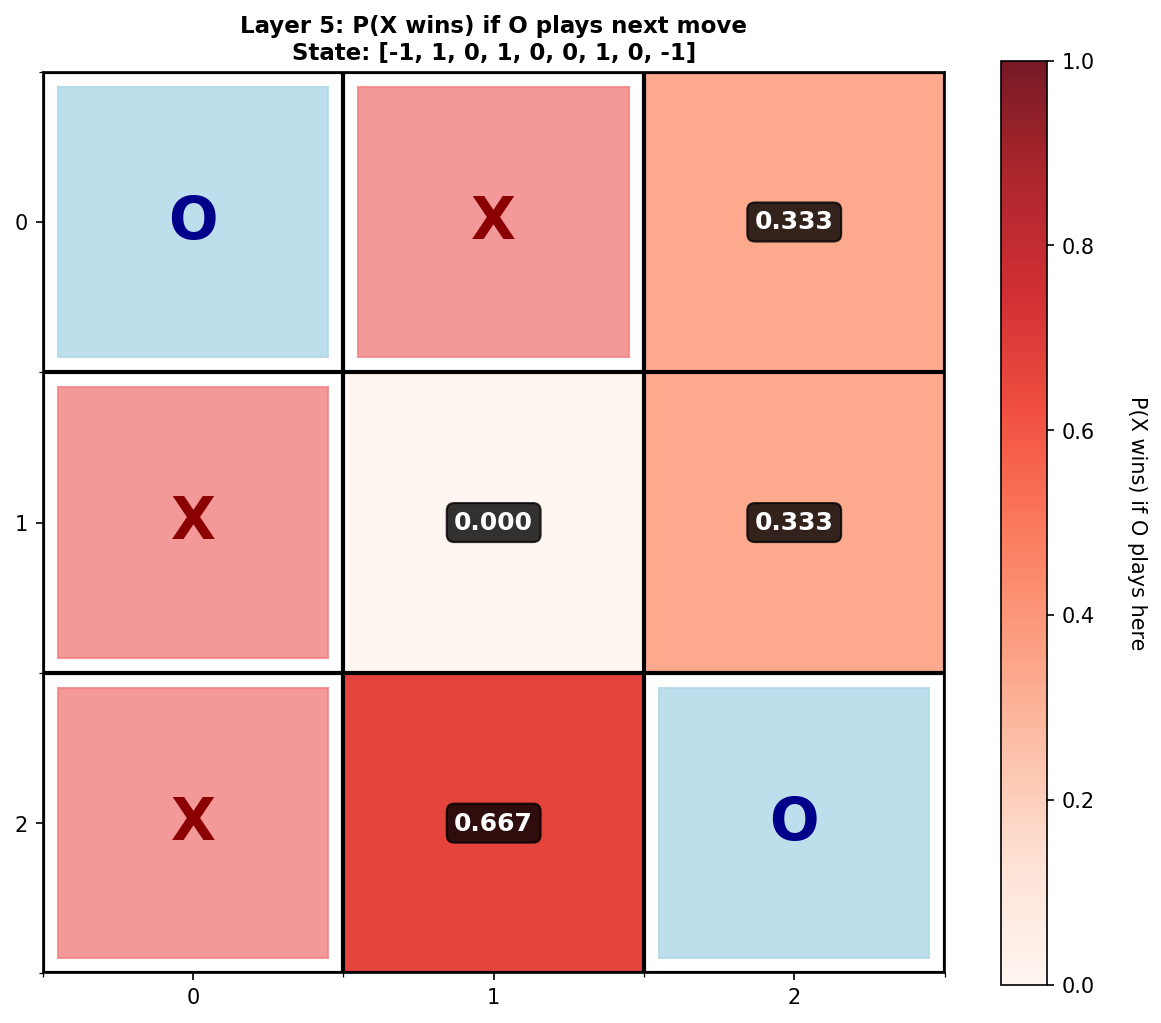 Layer 5: P(X wins) if O plays next move
State: [-1, 1, 0, 1, 0, 0, 1, 0, -1]
O
X
0.333
X
0.000
0.333
X
0.667
O
0
1
2
0
1
2
1.0
0.8
0.6
0.4
0.2
0.0
P(X wins) if O plays here